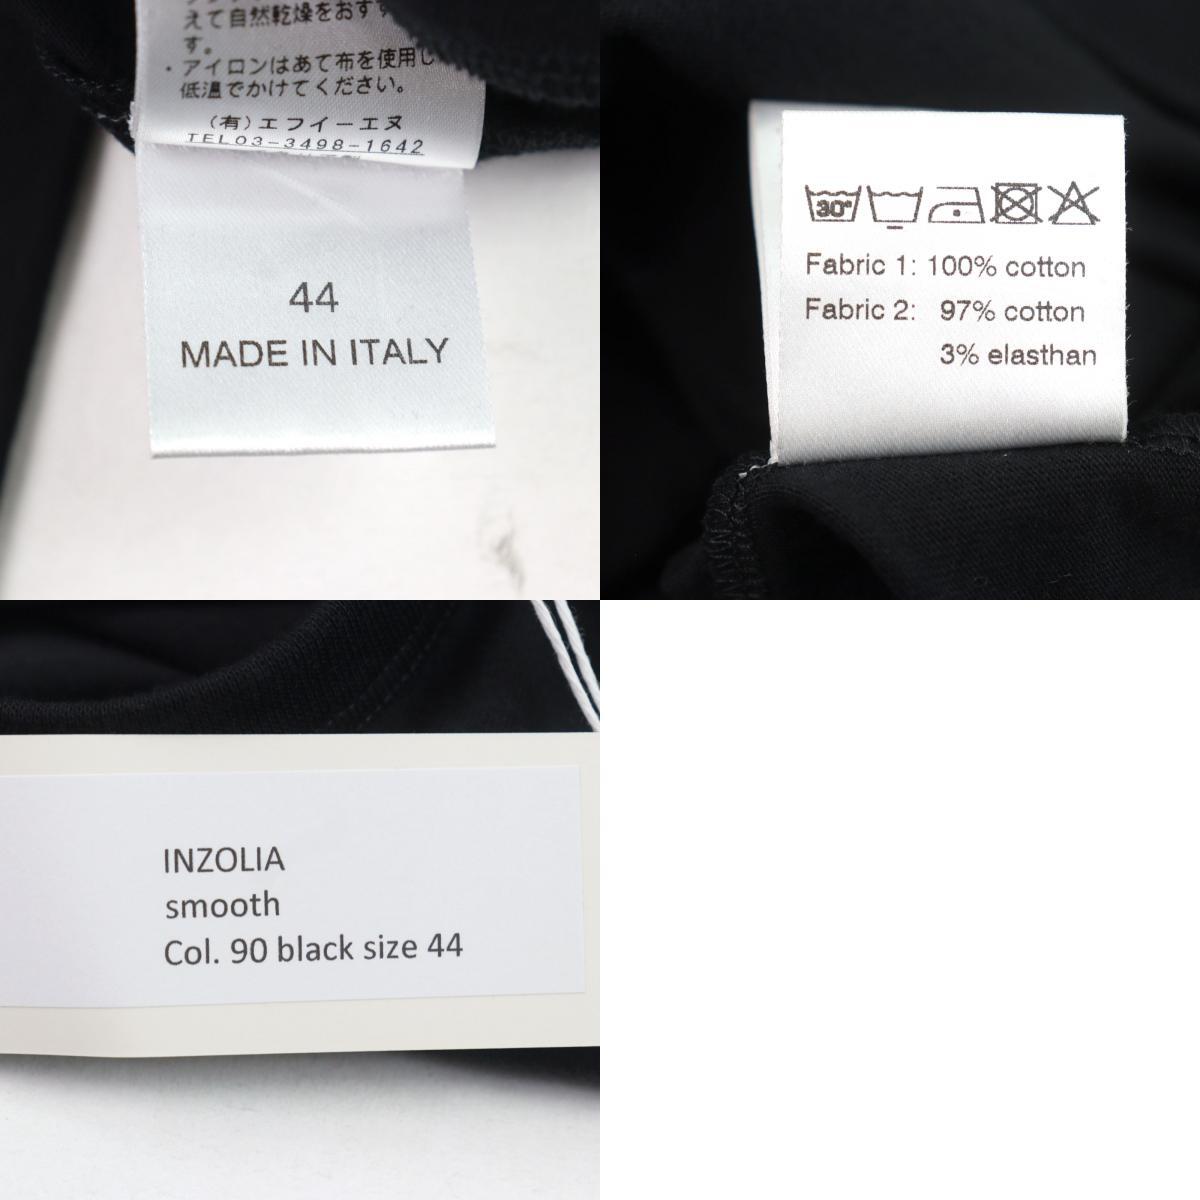 えて自然乾燥をおすす
す。
・アイロンはあて布を使用し
低温でかけてください。
(有)エフイーエヌ
TEL03-3498-1642
44
MADE IN ITALY
30°
Fabric 1: 100% cotton
Fabric 2: 97% cotton
3% elasthan
INZOLIA
smooth
Col. 90 black size 44